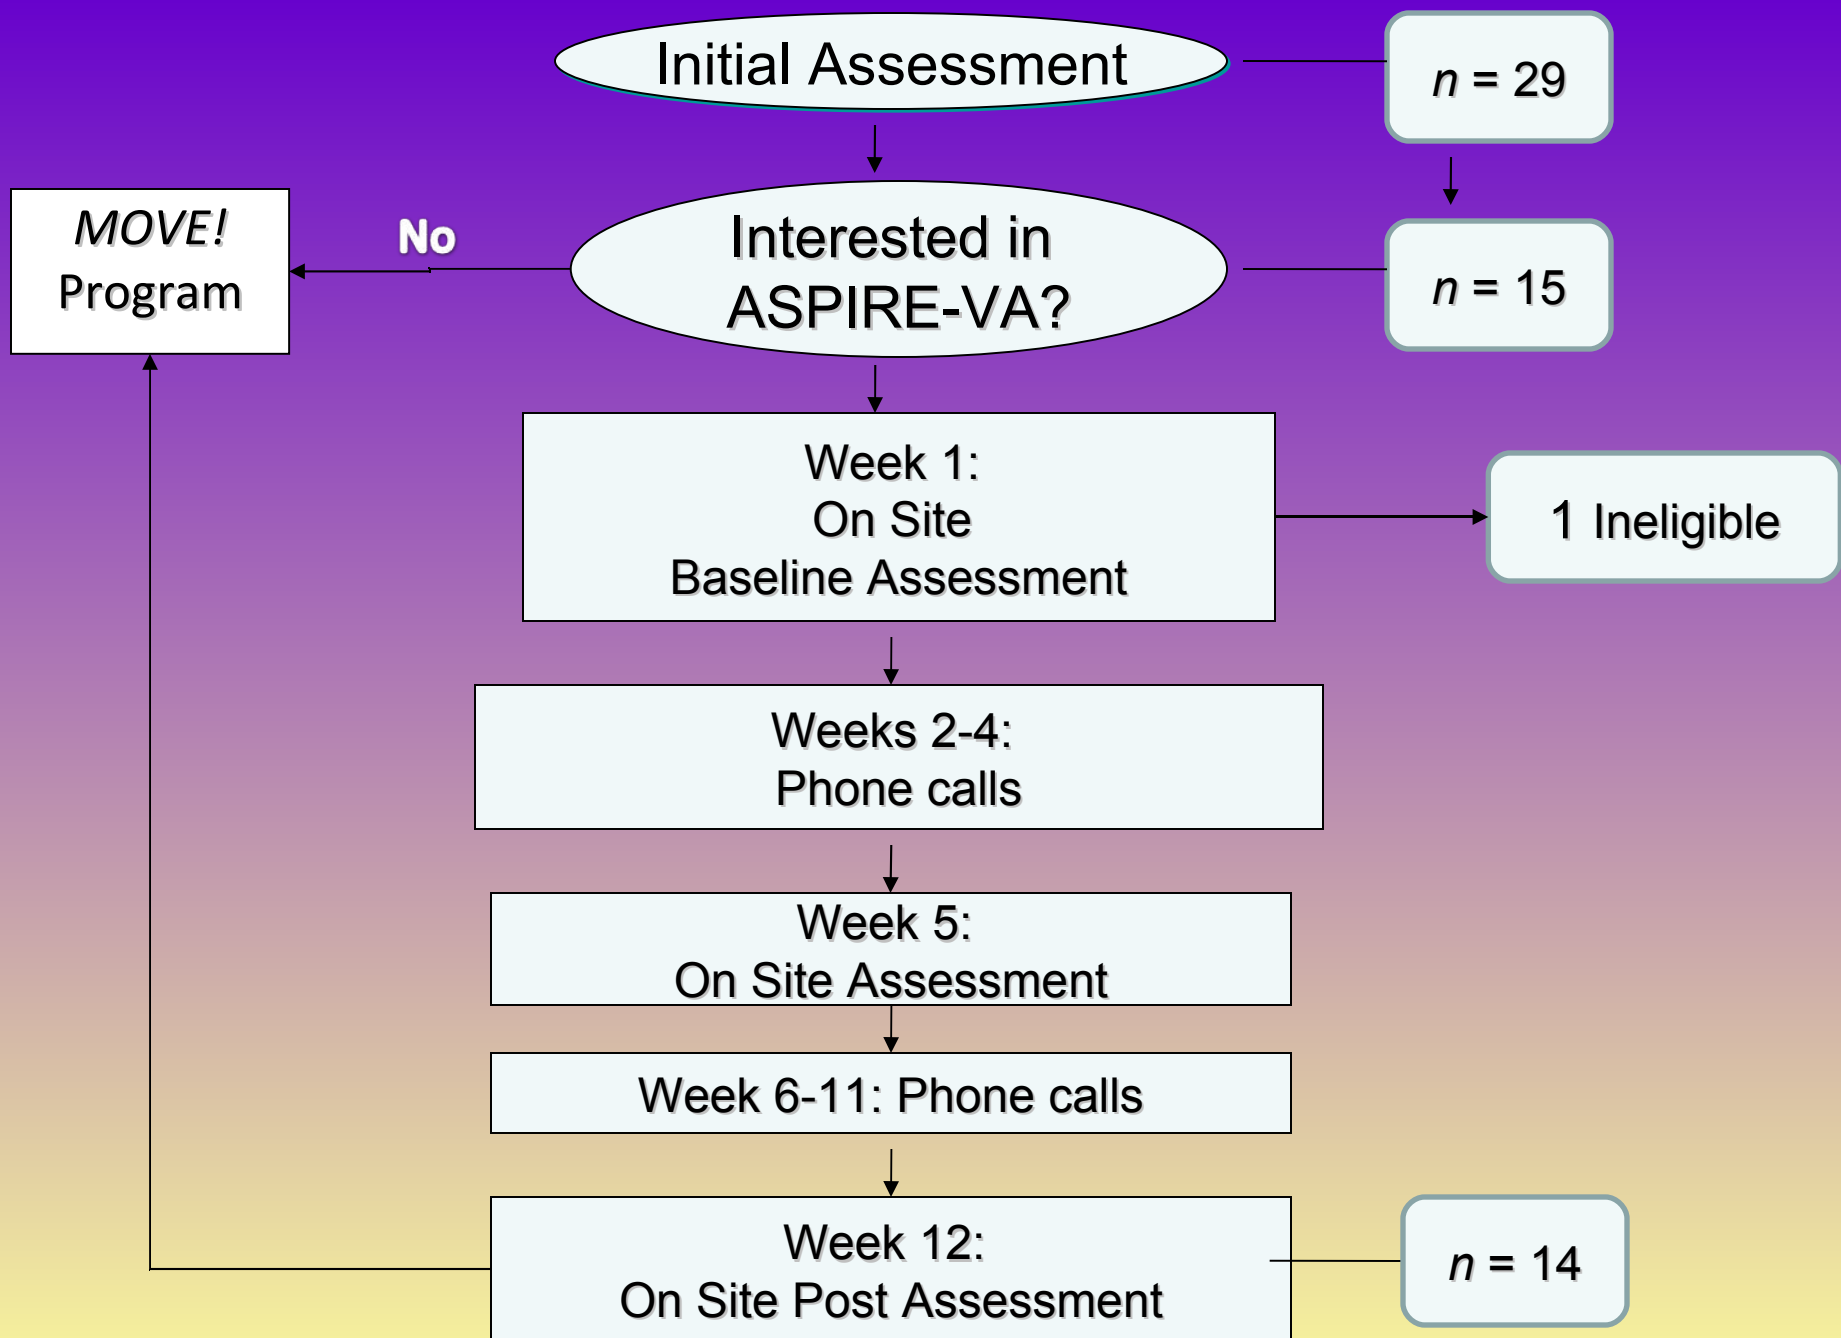 Initial Assessment
n = 29
MOVE!
Program
No
Interested in
ASPIRE-VA?
n = 15
Week 1:
On Site
Baseline Assessment
1 Ineligible
Weeks 2-4:
Phone calls
Week 5:
On Site Assessment
Week 6-11: Phone calls
Week 12:
On Site Post Assessment
n = 14